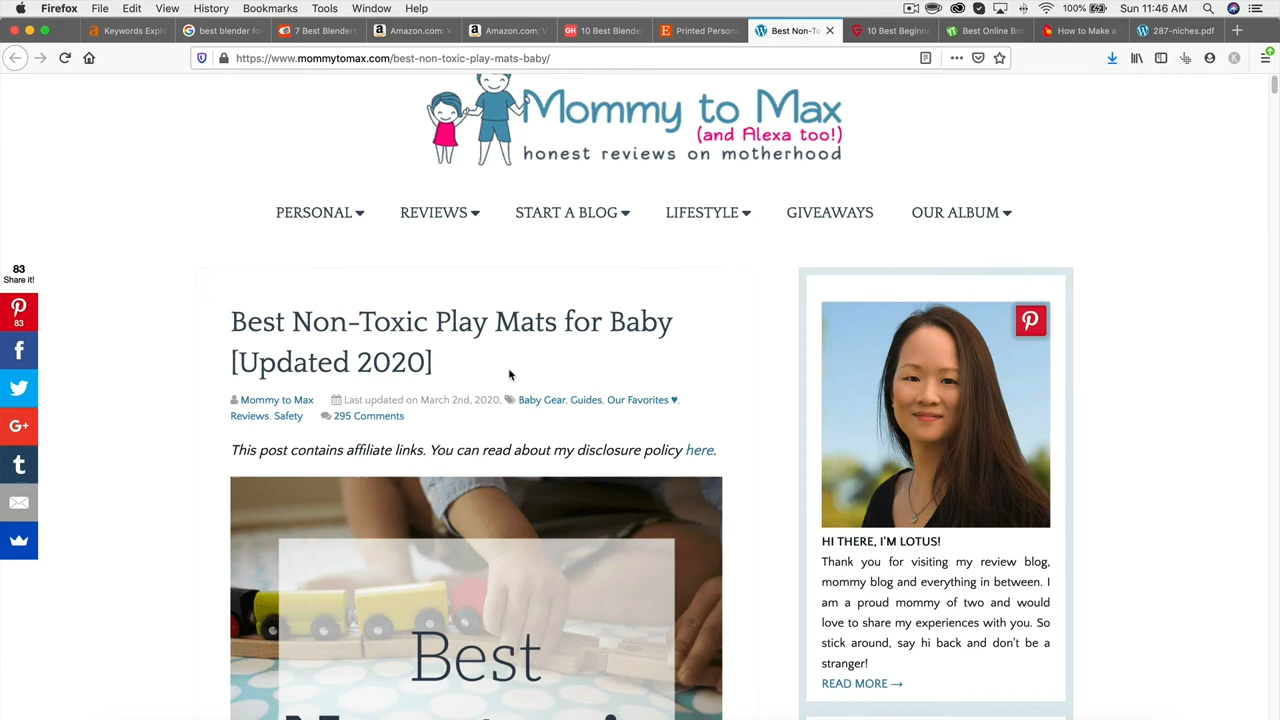 Firefox File Edit View History Bookmarks Tools Window Help 100% Sun 11:46 AM
Keywords Explo best blender fo 7 Best Blenders Amazon.com: V Amazon.com: V GH 10 Best Blende Printed Persona Best Non-To 10 Best Beginn Best Online Bro How to Make a 287-niches.pdf
https://www.mommytomax.com/best-non-toxic-play-mats-baby/
Mommy to Max
(and Alexa too!)
honest reviews on motherhood
PERSONAL REVIEWS START A BLOG LIFESTYLE GIVEAWAYS OUR ALBUM
83
Share it!
83
Best Non-Toxic Play Mats for Baby
[Updated 2020]
Mommy to Max Last updated on March 2nd, 2020, Baby Gear, Guides, Our Favorites ♥,
Reviews, Safety 295 Comments
This post contains affiliate links. You can read about my disclosure policy here.
Best
HI THERE, I'M LOTUS!
Thank you for visiting my review blog,
mommy blog and everything in between. I
am a proud mommy of two and would
love to share my experiences with you. So
stick around, say hi back and don't be a
stranger!
READ MORE →